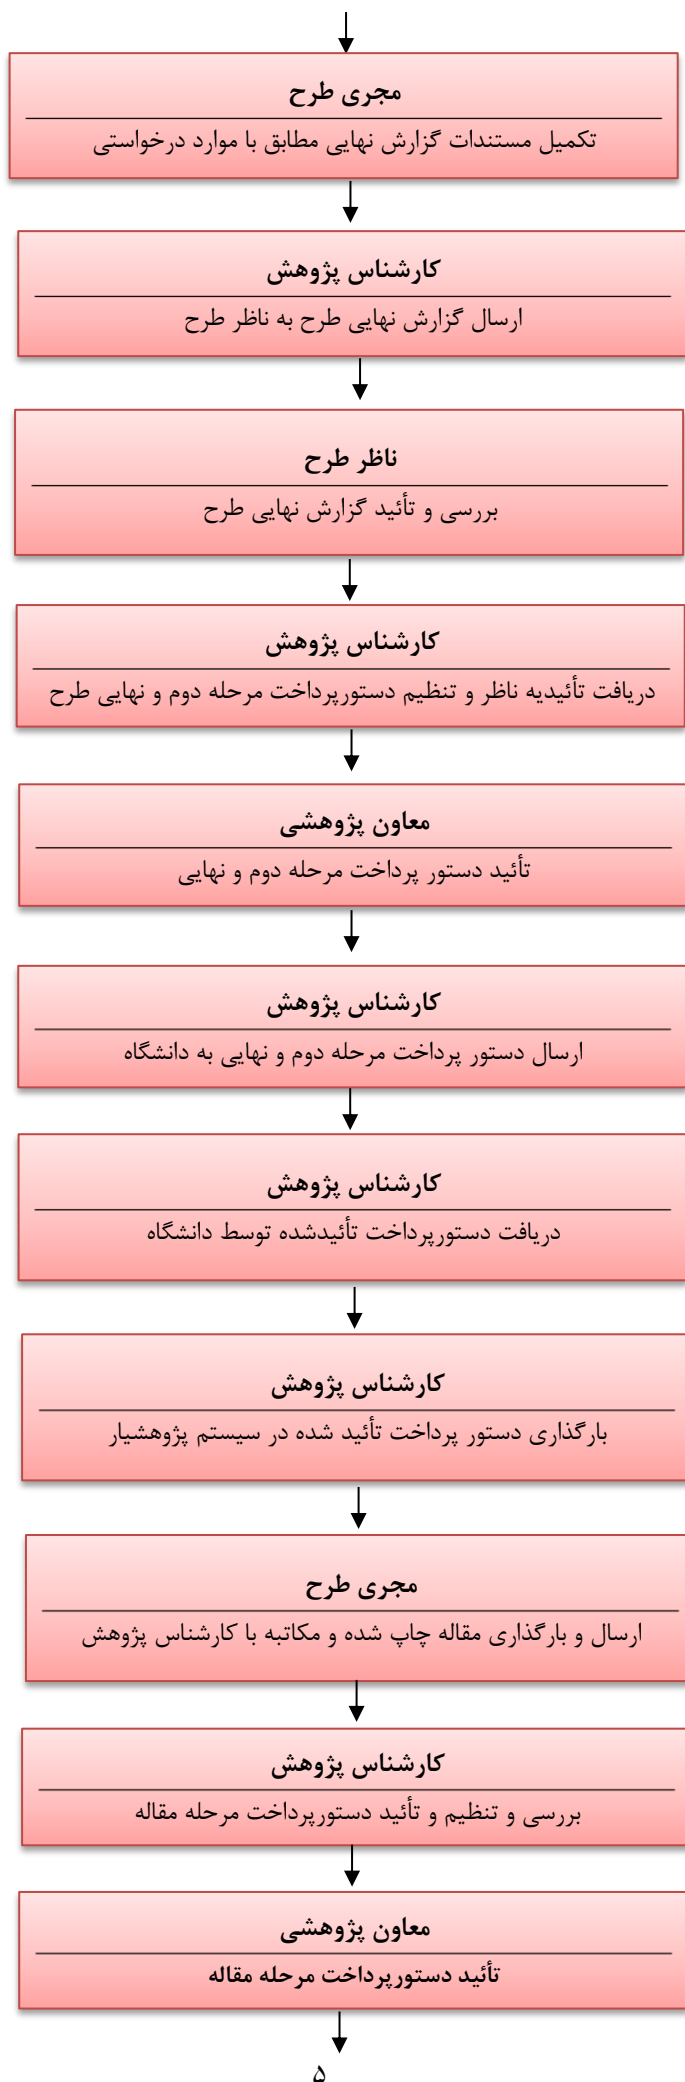 مجری طرح
تکمیل مستندات گزارش نهایی مطابق با موارد درخواستی
کارشناس پژوهش
ارسال گزارش نهایی طرح به ناظر طرح
ناظر طرح
بررسی و تأئید گزارش نهایی طرح
کارشناس پژوهش
دریافت تأئیدیه ناظر و تنظیم دستورپرداخت مرحله دوم و نهایی طرح
معاون پژوهشی
تأئید دستور پرداخت مرحله دوم و نهایی
کارشناس پژوهش
ارسال دستور پرداخت مرحله دوم و نهایی به دانشگاه
کارشناس پژوهش
دریافت دستورپرداخت تأئیدشده توسط دانشگاه
کارشناس پژوهش
بارگذاری دستور پرداخت تأئید شده در سیستم پژوهشیار
مجری طرح
ارسال و بارگذاری مقاله چاپ شده و مکاتبه با کارشناس پژوهش
کارشناس پژوهش
بررسی و تنظیم و تأئید دستورپرداخت مرحله مقاله
معاون پژوهشی
تأئید دستورپرداخت مرحله مقاله
۵